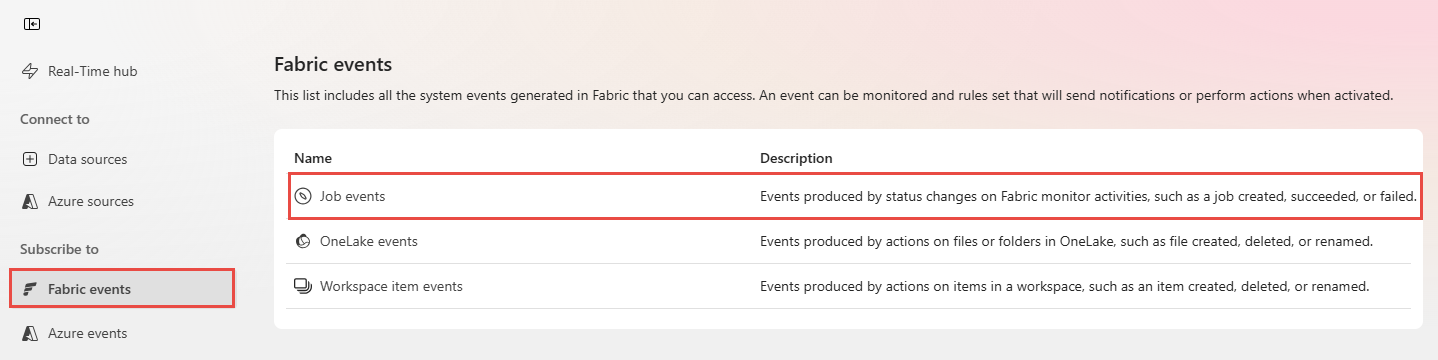 Real-Time hub
Connect to
Data sources
Azure sources
Subscribe to
Fabric events
Azure events
Fabric events
This list includes all the system events generated in Fabric that you can access. An event can be monitored and rules set that will send notifications or perform actions when activated.
Name Description
Job events Events produced by status changes on Fabric monitor activities, such as a job created, succeeded, or failed.
OneLake events Events produced by actions on files or folders in OneLake, such as file created, deleted, or renamed.
Workspace item events Events produced by actions on items in a workspace, such as an item created, deleted, or renamed.